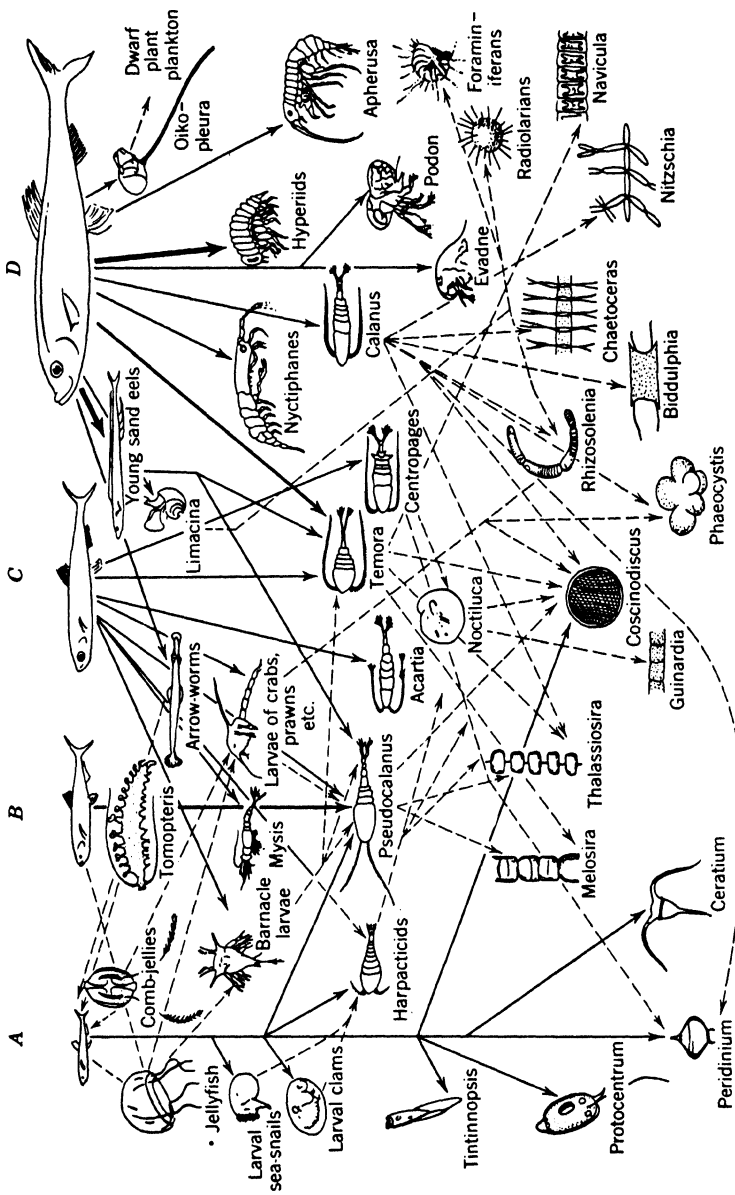 A
B
C
D
Dwarf
plant
plankton
Oiko-
pleura
Young sand eels
Comb-jellies
Tomopteris
Arrow-worms
Limacina
Jellyfish
Larval
sea-snails
Barnacle
larvae
Mysis
Larvae of crabs,
prawns
etc.
Nyctiphanes
Hyperiids
Apherusa
Larval clams
Harpacticids
Pseudocalanus
Acartia
Temora
Centropages
Calanus
Podon
Evadne
Foramin-
iferans
Radiolarians
Tintinnopsis
Noctiluca
Melosira
Thalassiosira
Guinardia
Coscinodiscus
Rhizosolenia
Chaetoceras
Nitzschia
Navicula
Protocentrum
Peridinium
Ceratium
Phaeocystis
Biddulphia